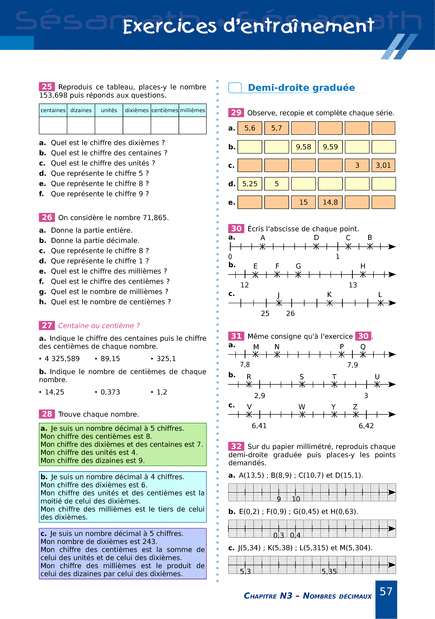 Sésamath Sésamath
Exercices d'entraînement
25 Reproduis ce tableau, places-y le nombre
153,698 puis réponds aux questions.
centaines dizaines unités dixièmes centièmes millièmes
a. Quel est le chiffre des dixièmes ?
b. Quel est le chiffre des centaines ?
c. Quel est le chiffre des unités ?
d. Que représente le chiffre 5 ?
e. Que représente le chiffre 8 ?
f. Que représente le chiffre 9 ?
26 On considère le nombre 71,865.
a. Donne la partie entière.
b. Donne la partie décimale.
c. Que représente le chiffre 8 ?
d. Que représente le chiffre 1 ?
e. Quel est le chiffre des millièmes ?
f. Quel est le chiffre des centièmes ?
g. Quel est le nombre de millièmes ?
h. Quel est le nombre de centièmes ?
27 Centaine ou centième ?
a. Indique le chiffre des centaines puis le chiffre
des centièmes de chaque nombre.
• 4 325,589 • 89,15 • 325,1
b. Indique le nombre de centièmes de chaque
nombre.
• 14,25 • 0,373 • 1,2
28 Trouve chaque nombre.
a. Je suis un nombre décimal à 5 chiffres.
Mon chiffre des centièmes est 8.
Mon chiffre des dixièmes et des centaines est 7.
Mon chiffre des unités est 4.
Mon chiffre des dizaines est 9.
b. Je suis un nombre décimal à 4 chiffres.
Mon chiffre des dixièmes est 6.
Mon chiffre des unités et des centièmes est la
moitié de celui des dixièmes.
Mon chiffre des millièmes est le tiers de celui
des dixièmes.
c. Je suis un nombre décimal à 5 chiffres.
Mon nombre de dixièmes est 243.
Mon chiffre des centièmes est la somme de
celui des unités et de celui des dixièmes.
Mon chiffre des millièmes est le produit de
celui des dizaines par celui des dixièmes.
Demi-droite graduée
29 Observe, recopie et complète chaque série.
a. 5,6 5,7
b. 9,58 9,59
c. 3 3,01
d. 5,25 5
e. 15 14,8
30 Écris l'abscisse de chaque point.
a. A D C B
0 1
b. E F G H
12 13
c. J K L
25 26
31 Même consigne qu'à l'exercice 30.
a. M N P Q
7,8 7,9
b. R S T U
2,9 3
c. V W Y Z
6,41 6,42
32 Sur du papier millimétré, reproduis chaque
demi-droite graduée puis places-y les points
demandés.
a. A(13,5) ; B(8,9) ; C(10,7) et D(15,1).
9 10
b. E(0,2) ; F(0,9) ; G(0,45) et H(0,63).
0,3 0,4
c. J(5,34) ; K(5,38) ; L(5,315) et M(5,304).
5,3 5,35
CHAPITRE N3 – NOMBRES DÉCIMAUX 57